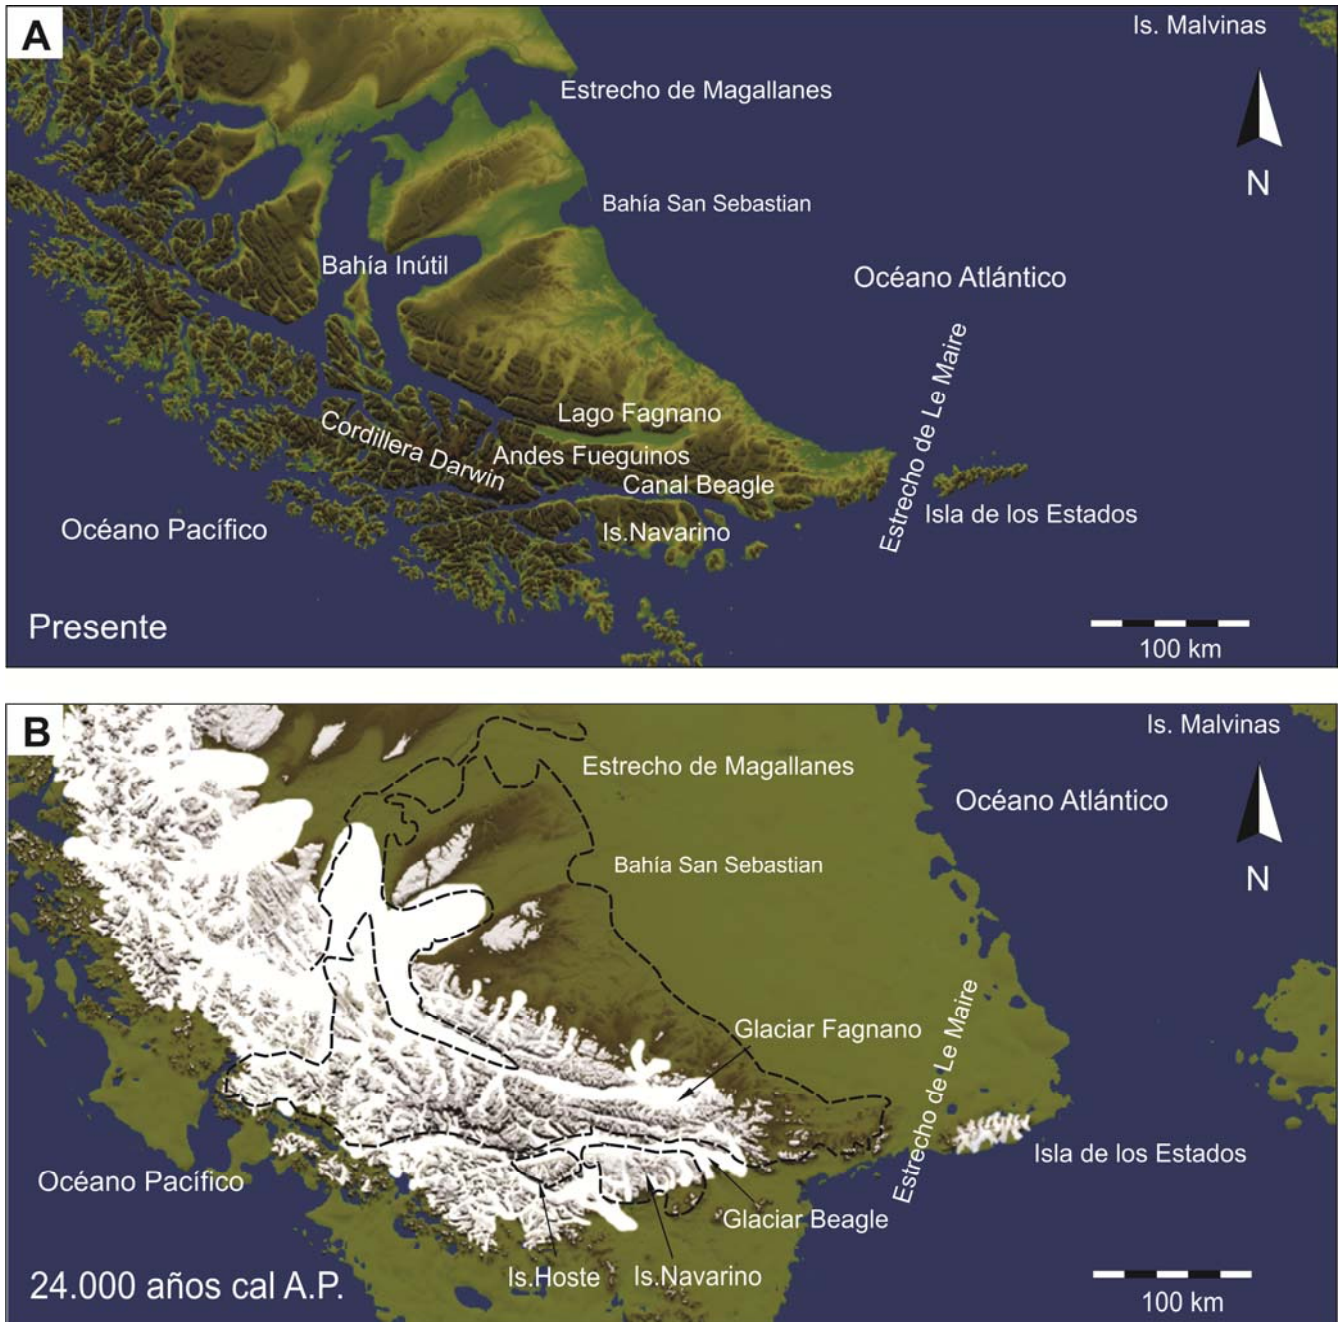 A
Is. Malvinas
Estrecho de Magallanes
N
Bahía San Sebastian
Bahía Inútil
Océano Atlántico
Estrecho de Le Maire
Lago Fagnano
Cordillera Darwin
Andes Fueguinos
Canal Beagle
Isla de los Estados
Océano Pacífico
Is.Navarino
Presente
100 km
B
Is. Malvinas
Estrecho de Magallanes
Océano Atlántico
N
Bahía San Sebastian
Glaciar Fagnano
Estrecho de Le Maire
Isla de los Estados
Océano Pacífico
Glaciar Beagle
Is.Hoste
Is.Navarino
24.000 años cal A.P.
100 km